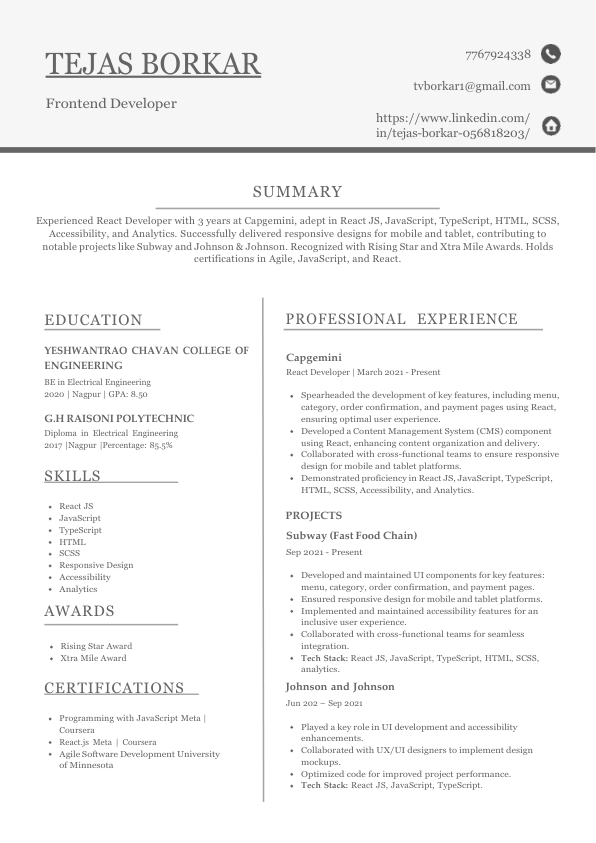 TEJAS BORKAR
Frontend Developer
7767924338
tvborkar1@gmail.com
https://www.linkedin.com/
in/tejas-borkar-056818203/
SUMMARY
Experienced React Developer with 3 years at Capgemini, adept in React JS, JavaScript, TypeScript, HTML, SCSS,
Accessibility, and Analytics. Successfully delivered responsive designs for mobile and tablet, contributing to
notable projects like Subway and Johnson & Johnson. Recognized with Rising Star and Xtra Mile Awards. Holds
certifications in Agile, JavaScript, and React.
EDUCATION
YESHWANTRAO CHAVAN COLLEGE OF
ENGINEERING
BE in Electrical Engineering
2020 | Nagpur | GPA: 8.50
G.H RAISONI POLYTECHNIC
Diploma in Electrical Engineering
2017 |Nagpur |Percentage: 85.5%
SKILLS
• React JS
• JavaScript
• TypeScript
• HTML
• SCSS
• Responsive Design
• Accessibility
• Analytics
AWARDS
• Rising Star Award
• Xtra Mile Award
CERTIFICATIONS
• Programming with JavaScript Meta |
Coursera
• React.js Meta | Coursera
• Agile Software Development University
of Minnesota
PROFESSIONAL EXPERIENCE
Capgemini
React Developer | March 2021 - Present
• Spearheaded the development of key features, including menu,
category, order confirmation, and payment pages using React,
ensuring optimal user experience.
• Developed a Content Management System (CMS) component
using React, enhancing content organization and delivery.
• Collaborated with cross-functional teams to ensure responsive
design for mobile and tablet platforms.
• Demonstrated proficiency in React JS, JavaScript, TypeScript,
HTML, SCSS, Accessibility, and Analytics.
PROJECTS
Subway (Fast Food Chain)
Sep 2021 - Present
• Developed and maintained UI components for key features:
menu, category, order confirmation, and payment pages.
• Ensured responsive design for mobile and tablet platforms.
• Implemented and maintained accessibility features for an
inclusive user experience.
• Collaborated with cross-functional teams for seamless
integration.
• Tech Stack: React JS, JavaScript, TypeScript, HTML, SCSS,
analytics.
Johnson and Johnson
Jun 202 – Sep 2021
• Played a key role in UI development and accessibility
enhancements.
• Collaborated with UX/UI designers to implement design
mockups.
• Optimized code for improved project performance.
• Tech Stack: React JS, JavaScript, TypeScript.